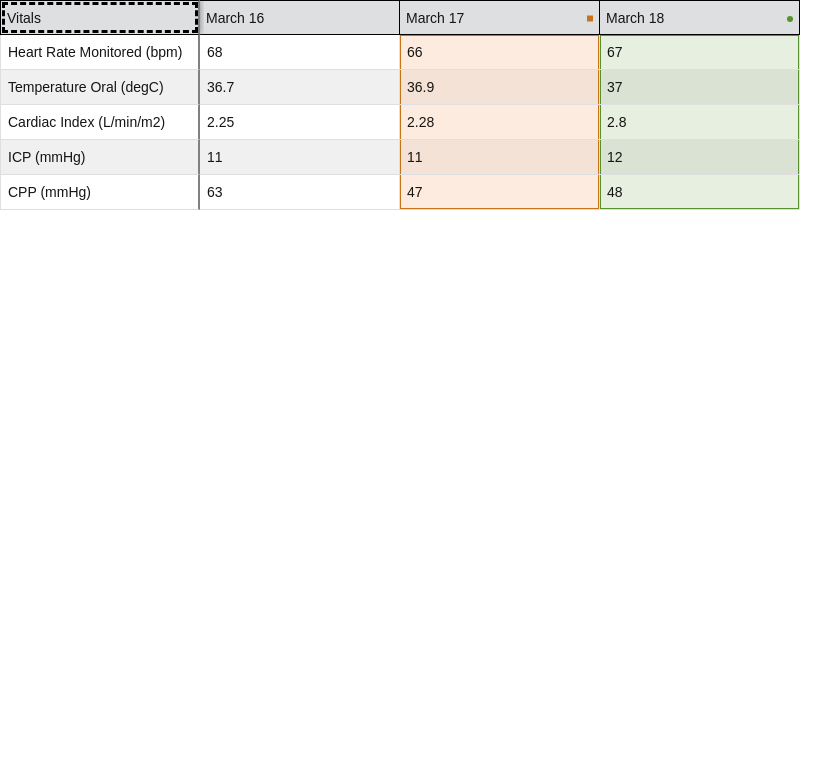 Vitals March 16 March 17 March 18
Heart Rate Monitored (bpm) 68 66 67
Temperature Oral (degC) 36.7 36.9 37
Cardiac Index (L/min/m2) 2.25 2.28 2.8
ICP (mmHg) 11 11 12
CPP (mmHg) 63 47 48